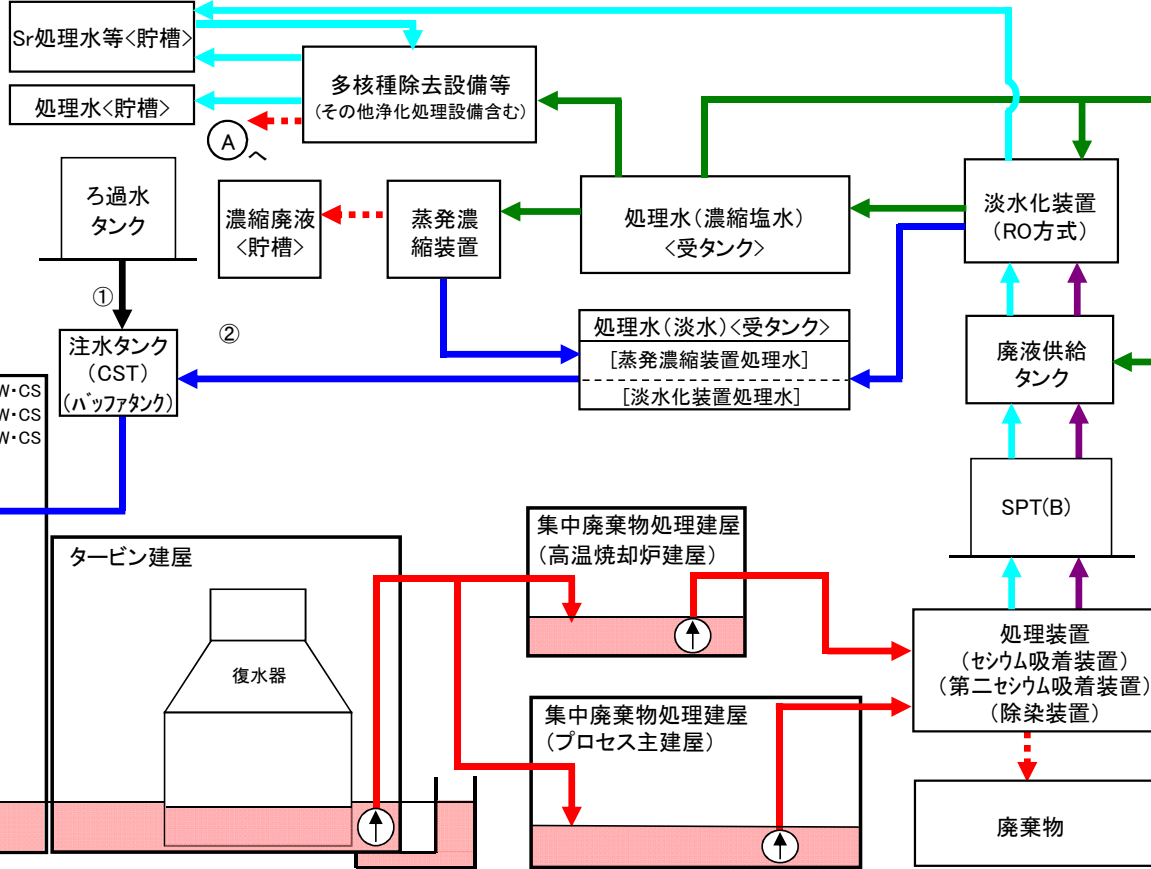 Sr処理水等<貯槽>
多核種除去設備等
(その他浄化処理設備含む)
処理水<貯槽>
A
へ
ろ過水
タンク
濃縮廃液
<貯槽>
蒸発濃
縮装置
処理水(濃縮塩水)
<受タンク>
淡水化装置
(RO方式)
①
②
注水タンク
(CST)
(バッファタンク)
処理水(淡水)<受タンク>
[蒸発濃縮装置処理水]
[淡水化装置処理水]
廃液供給
タンク
W・CS
W・CS
W・CS
SPT(B)
タービン建屋
復水器
集中廃棄物処理建屋
(高温焼却炉建屋)
集中廃棄物処理建屋
(プロセス主建屋)
処理装置
(セシウム吸着装置)
(第二セシウム吸着装置)
(除染装置)
廃棄物